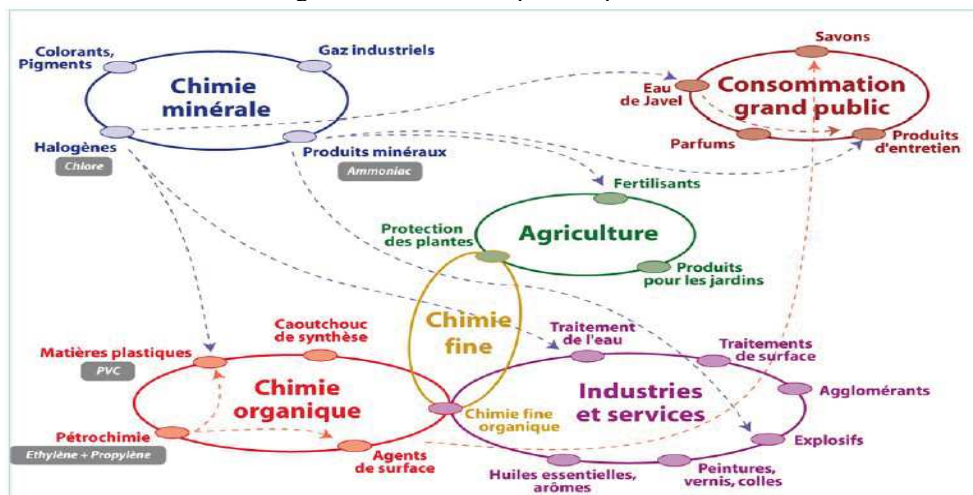 Colorants,
Pigments
Gaz industriels
Chimie
minérale
Halogènes
Chlore
Produits minéraux
Ammoniac
Savons
Consommation
grand public
Eau
de Javel
Parfums
Produits
d'entretien
Fertilisants
Protection
des plantes
Agriculture
Produits
pour les jardins
Chimie
fine
Caoutchouc
de synthèse
Matières plastiques
PVC
Chimie
organique
Pétrochimie
Ethylène + Propylène
Agents
de surface
Chimie fine
organique
Traitement
de l'eau
Traitements
de surface
Industries
et services
Agglomérants
Explosifs
Huiles essentielles,
arômes
Peintures,
vernis, colles